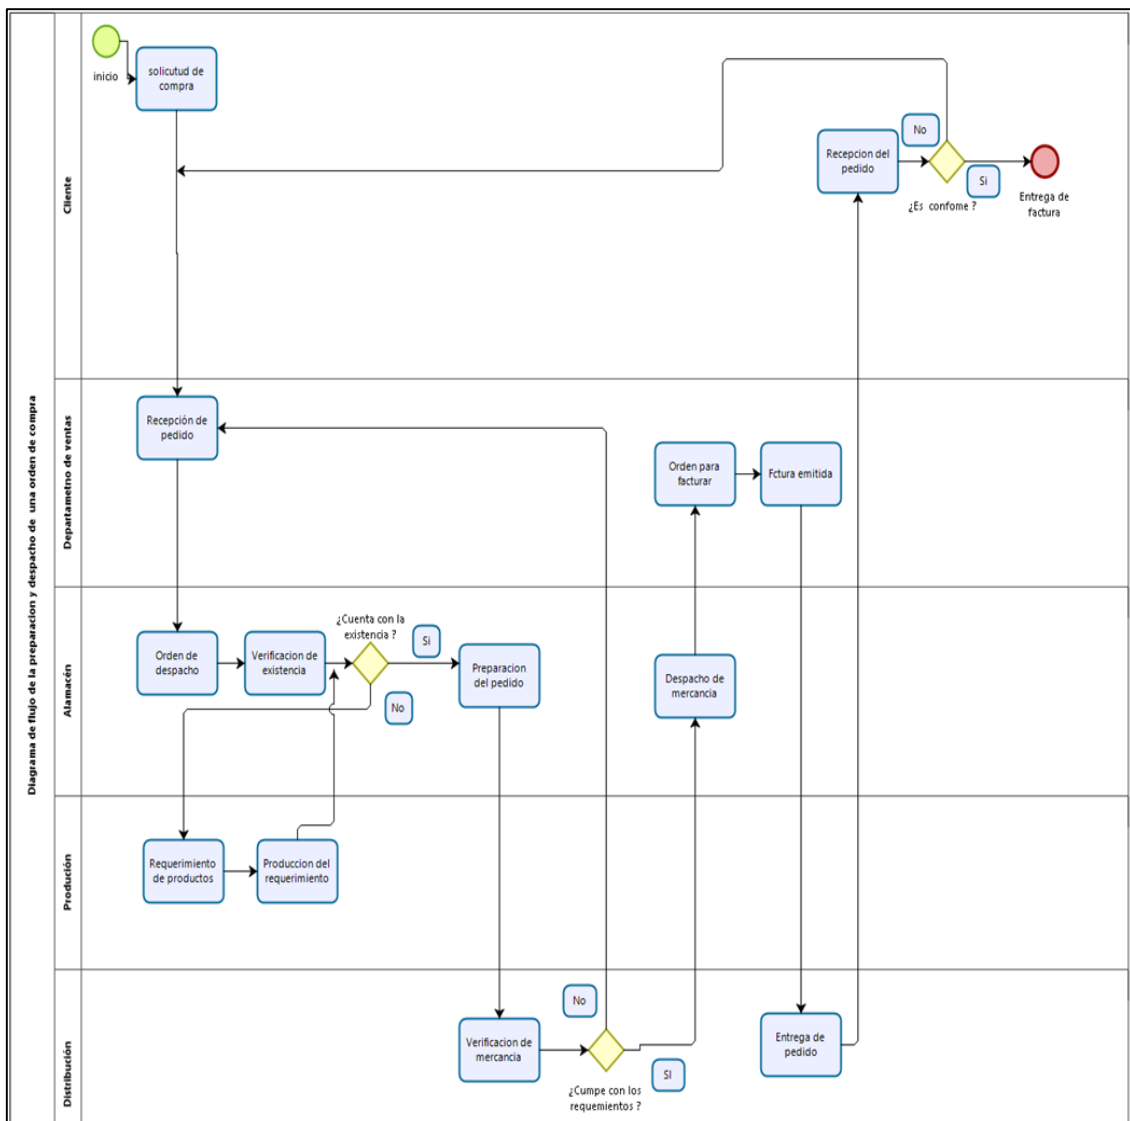 Diagrama de flujo de la preparacion y despacho de una orden de compra
Cliente
inicio
solicutud de
compra
Recepcion del
pedido
No
Si
¿Es confome ?
Entrega de
factura
Departametno de ventas
Recepción de
pedido
Orden para
facturar
Fctura emitida
Alamacén
Orden de
despacho
Verificacion de
existencia
¿Cuenta con la
existencia ?
Si
No
Preparacion
del pedido
Despacho de
mercancia
Produción
Requerimiento
de productos
Produccion del
requerimiento
Distribución
Verificacion de
mercancia
No
SI
¿Cumpe con los
requemientos ?
Entrega de
pedido